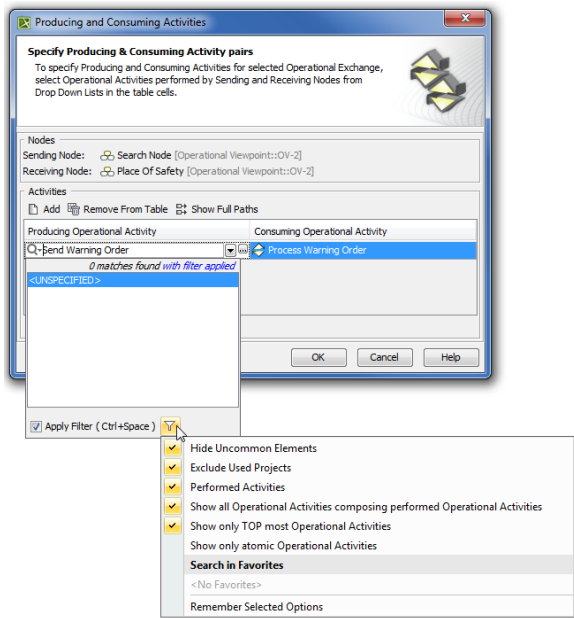 Producing and Consuming Activities
Specify Producing & Consuming Activity pairs
To specify Producing and Consuming Activities for selected Operational Exchange,
select Operational Activities performed by Sending and Receiving Nodes from
Drop Down Lists in the table cells.
Nodes
Sending Node: Search Node [Operational Viewpoint::OV-2]
Receiving Node: Place Of Safety [Operational Viewpoint::OV-2]
Activities
Add Remove From Table Show Full Paths
Producing Operational Activity Consuming Operational Activity
Send Warning Order ... Process Warning Order
0 matches found with filter applied
<UNSPECIFIED>
OK Cancel Help
Apply Filter ( Ctrl+Space )
Hide Uncommon Elements
Exclude Used Projects
Performed Activities
Show all Operational Activities composing performed Operational Activities
Show only TOP most Operational Activities
Show only atomic Operational Activities
Search in Favorites
<No Favorites>
Remember Selected Options